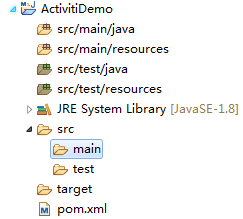 ActivitiDemo
src/main/java
src/main/resources
src/test/java
src/test/resources
JRE System Library [JavaSE-1.8]
src
main
test
target
pom.xml